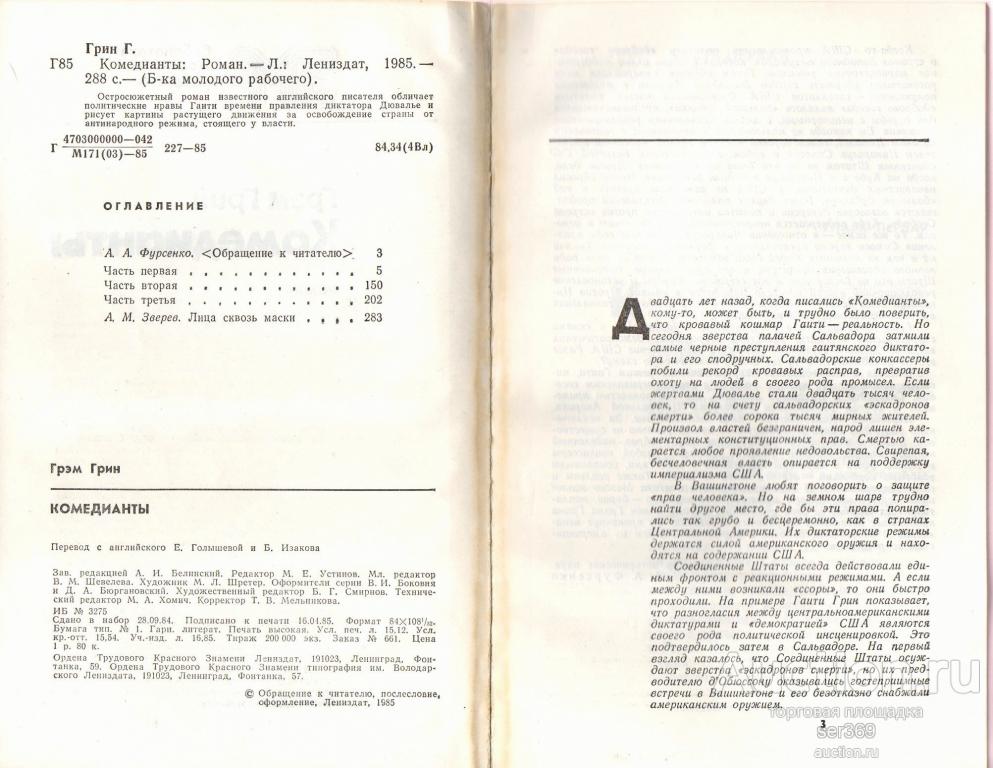 Грин Г.
Г85 Комедианты: Роман.— Л.: Лениздат, 1985.—
288 с.— (Б-ка молодого рабочего).
Остросюжетный роман известного английского писателя обличает
политические нравы Гаити времени правления диктатора Дювалье и
рисует картины растущего движения за освобождение страны от
антинародного режима, стоящего у власти.
Г 4703000000—042
М171(03)—85
227—85
84,34(4Вл)
ОГЛАВЛЕНИЕ
А. А. Фурсенко. <Обращение к читателю> 3
Часть первая . . . . . . . . . . . . 5
Часть вторая . . . . . . . . . . . . 150
Часть третья . . . . . . . . . . . . 202
А. М. Зверев. Лица сквозь маски . . . . 283
Грэм Грин
КОМЕДИАНТЫ
Перевод с английского Е. Голышевой и Б. Изакова
Зав. редакцией А. И. Белинский. Редактор М. Е. Устинов. Мл. редактор
В. М. Шевелева. Художник М. Л. Шретер. Оформители серии В. И. Боковня
и Д. А. Бюргановский. Художественный редактор Б. Г. Смирнов. Техничес-
кий редактор М. А. Хомич. Корректор Т. В. Мельникова.
ИБ № 3275
Сдано в набор 28.09.84. Подписано к печати 16.04.85. Формат 84×108¹/₃₂.
Бумага тип. № 1. Гарн. литерат. Печать высокая. Усл. печ. л. 15,12. Усл.
кр.-отт. 15,54. Уч.-изд. л. 16,85. Тираж 200 000 экз. Заказ № 661. Цена
1 р. 80 к.
Ордена Трудового Красного Знамени Лениздат, 191023, Ленинград, Фон-
танка, 59. Ордена Трудового Красного Знамени типография им. Володар-
ского Лениздата, 191023, Ленинград, Фонтанка, 57.
© Обращение к читателю, послесловие,
оформление, Лениздат, 1985
Двадцать лет назад, когда писались «Комедианты»,
кому-то, может быть, и трудно было поверить,
что кровавый кошмар Гаити — реальность. Но
сегодня зверства палачей Сальвадора затмили
самые черные преступления гаитянского диктато-
ра и его сподручных. Сальвадорские конкассеры
побили рекорд кровавых расправ, превратив
охоту на людей в своего рода промысел. Если
жертвами Дювалье стали двадцать тысяч чело-
век, то на счету сальвадорских «эскадронов
смерти» более сорока тысяч мирных жителей.
Произвол властей безграничен, народ лишен эле-
ментарных конституционных прав. Смертью ка-
рается любое проявление недовольства. Свирепая,
бесчеловечная власть опирается на поддержку
империализма США.
В Вашингтоне любят поговорить о защите
«прав человека». Но на земном шаре трудно
найти другое место, где бы эти права попира-
лись так грубо и бесцеремонно, как в странах
Центральной Америки. Их диктаторские режимы
держатся силой американского оружия и нахо-
дятся на содержании США.
Соединенные Штаты всегда действовали еди-
ным фронтом с реакционными режимами. А если
между ними возникали «ссоры», то они быстро
проходили. На примере Гаити Грин показывает,
что разногласия между центральноамериканскими
диктатурами и «демократией» США являются
своего рода политической инсценировкой. Это
подтвердилось затем в Сальвадоре. На первый
взгляд казалось, что Соединенные Штаты осуж-
дают зверства «эскадронов смерти», но их пред-
водителю д'Обюссону оказывались гостеприимные
встречи в Вашингтоне и его безотказно снабжали
американским оружием.
3
Auction.ru
торговая площадка
ser369
auction.ru